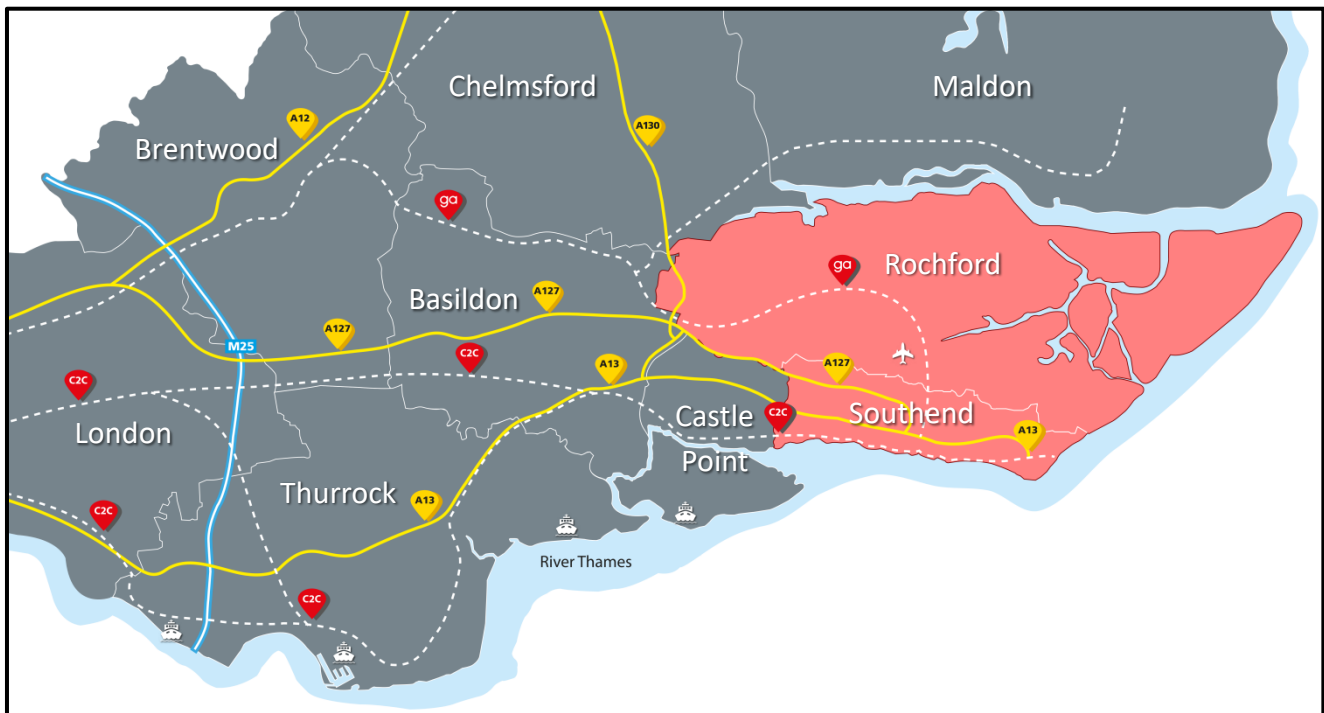 Chelmsford
Maldon
A12
A130
Brentwood
ga
ga
Rochford
Basildon
A127
A127
M25
C2C
A13
A127
C2C
Castle
Point
C2C
Southend
A13
London
Thurrock
A13
C2C
River Thames
C2C